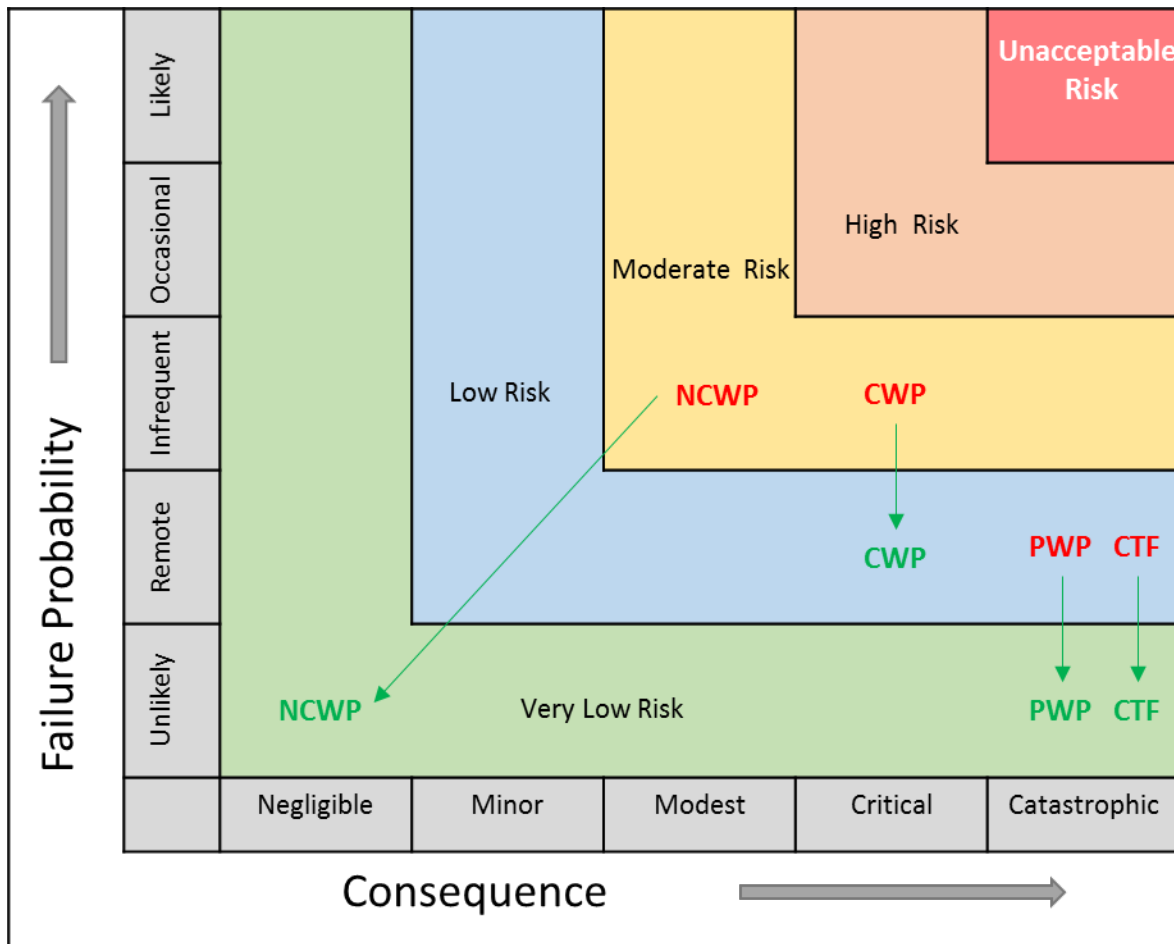 Failure Probability
Likely
Unacceptable
Risk
Occasional
High Risk
Moderate Risk
Infrequent
Low Risk
NCWP
CWP
Remote
CWP
PWP
CTF
Unlikely
NCWP
Very Low Risk
PWP
CTF
Negligible
Minor
Modest
Critical
Catastrophic
Consequence